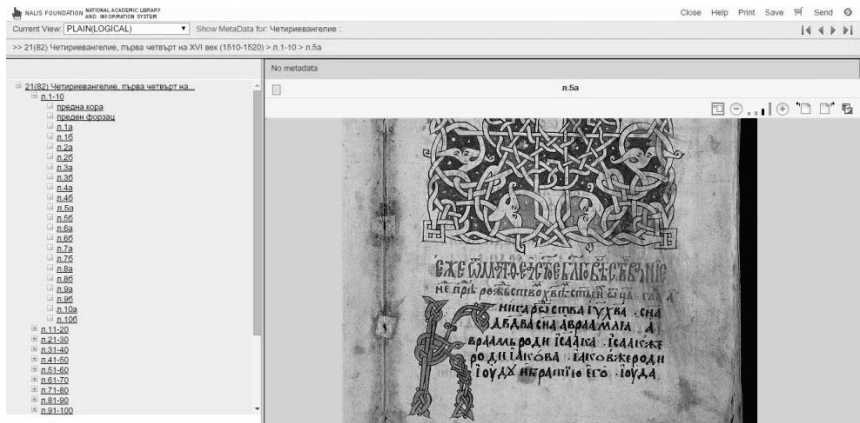 NALIS FOUNDATION NATIONAL ACADEMIC LIBRARY AND INFORMATION SYSTEM
Close Help Print Save Send
Current View: PLAIN(LOGICAL) Show MetaData for: Четириевангелие :
>> 21(82) Четириевангелие, първа четвърт на XVI век (1510-1520) > л.1-10 > л.5а
No metadata
21(82) Четириевангелие, първа четвърт на...
л.1-10
предна кора
преден форзац
л.1а
л.1б
л.2а
л.2б
л.3а
л.3б
л.4а
л.4б
л.5а
л.5б
л.6а
л.6б
л.7а
л.7б
л.8а
л.8б
л.9а
л.9б
л.10а
л.10б
л.11-20
л.21-30
л.31-40
л.41-50
л.51-60
л.61-70
л.71-80
л.81-90
л.91-100
л.5а